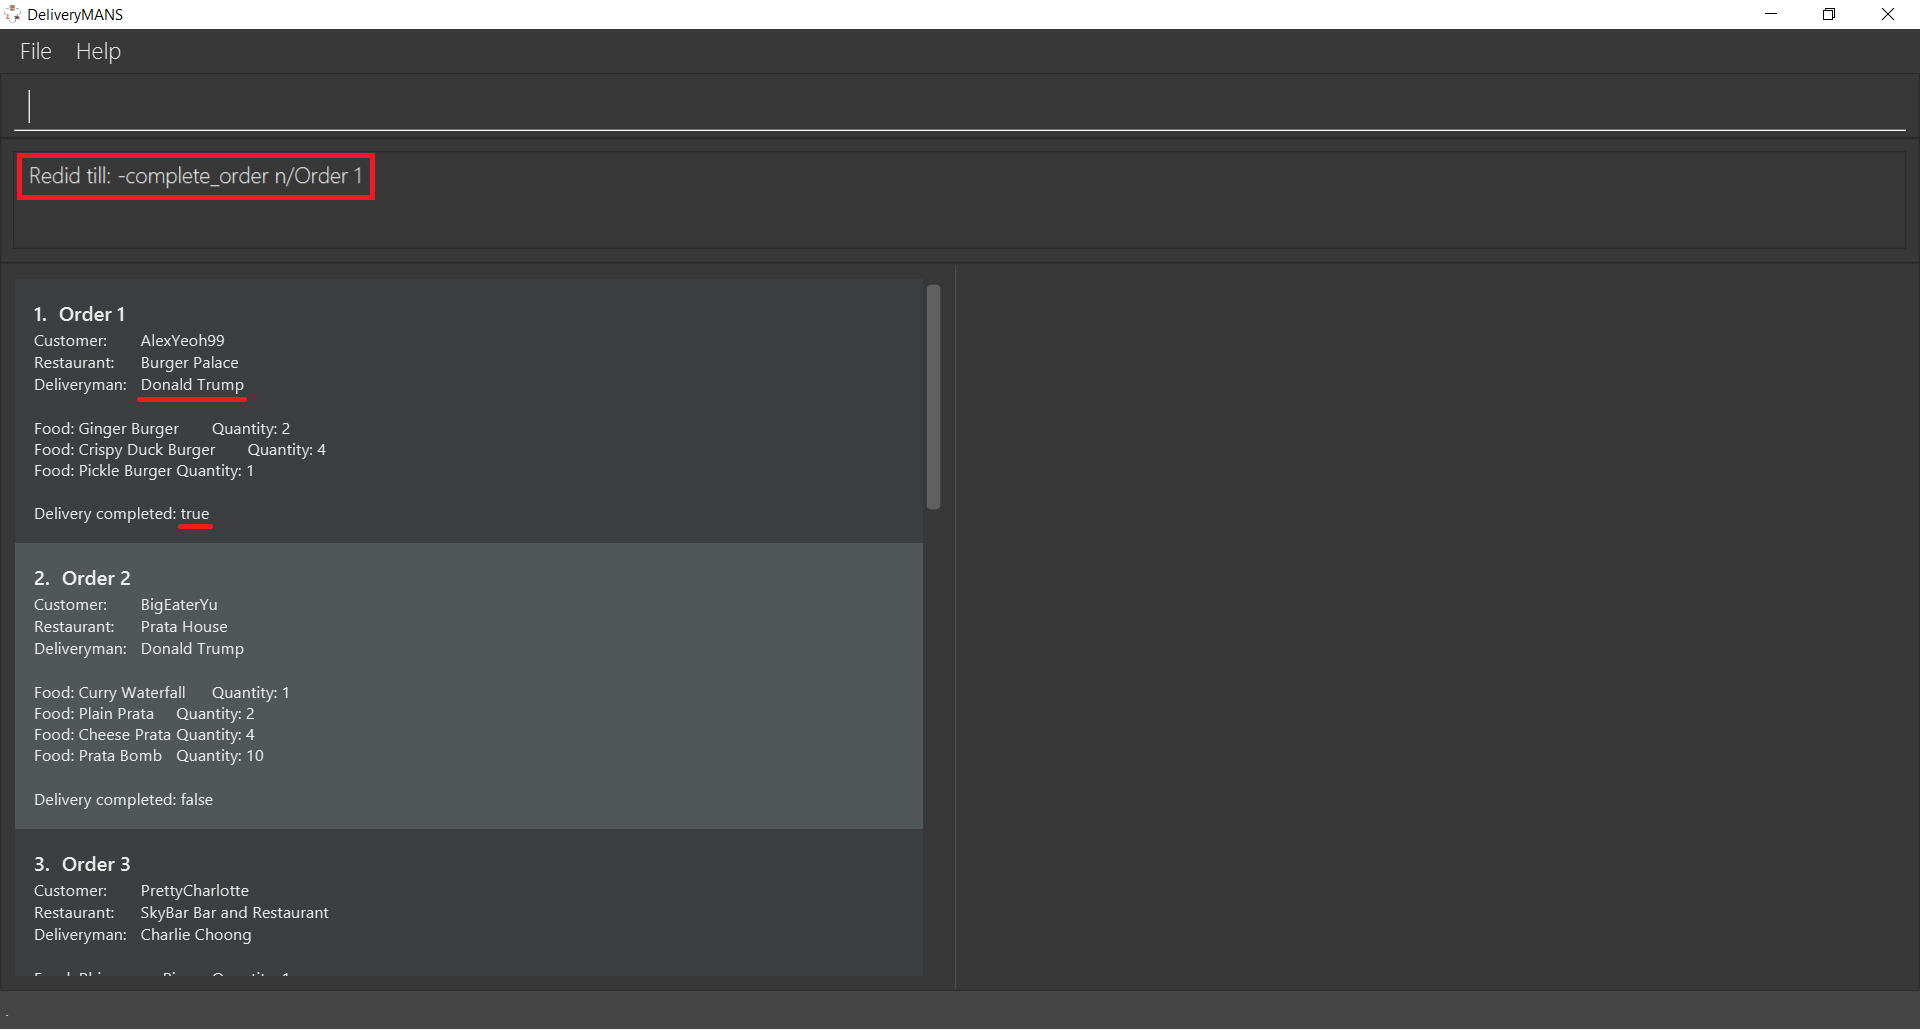 DeliveryMANS
File Help
Redid till: -complete_order n/Order 1
1. Order 1
Customer: AlexYeoh99
Restaurant: Burger Palace
Deliveryman: Donald Trump
Food: Ginger Burger Quantity: 2
Food: Crispy Duck Burger Quantity: 4
Food: Pickle Burger Quantity: 1
Delivery completed: true
2. Order 2
Customer: BigEaterYu
Restaurant: Prata House
Deliveryman: Donald Trump
Food: Curry Waterfall Quantity: 1
Food: Plain Prata Quantity: 2
Food: Cheese Prata Quantity: 4
Food: Prata Bomb Quantity: 10
Delivery completed: false
3. Order 3
Customer: PrettyCharlotte
Restaurant: SkyBar Bar and Restaurant
Deliveryman: Charlie Choong